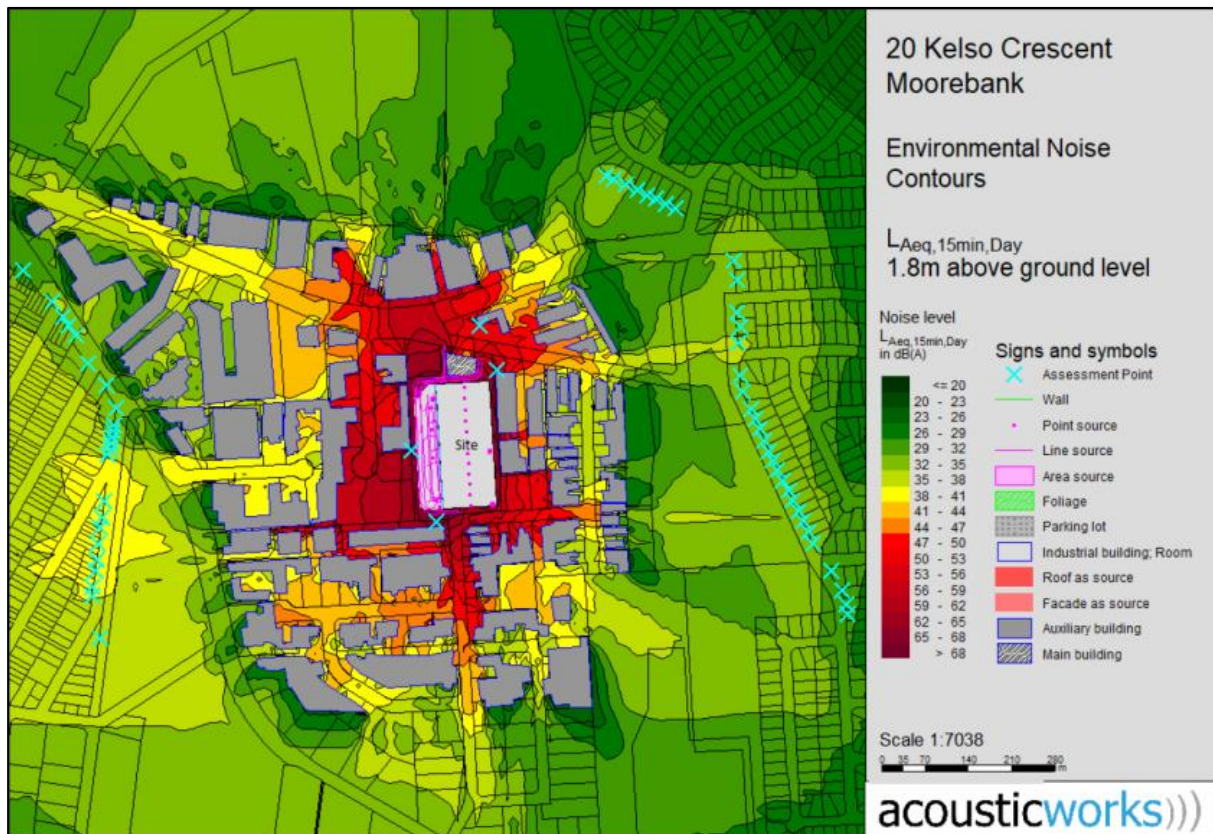 20 Kelso Crescent
Moorebank
Environmental Noise
Contours
LAeq,15min,Day
1.8m above ground level
Noise level
LAeq,15min,Day
in dB(A)
<= 20
20 - 23
23 - 26
26 - 29
29 - 32
32 - 35
35 - 38
38 - 41
41 - 44
44 - 47
47 - 50
50 - 53
53 - 56
56 - 59
59 - 62
62 - 65
65 - 68
> 68
Signs and symbols
Assessment Point
Wall
Point source
Line source
Area source
Foliage
Parking lot
Industrial building; Room
Roof as source
Facade as source
Auxiliary building
Main building
Site
Scale 1:7038
0 35 70 140 210 280
m
acousticworks)))